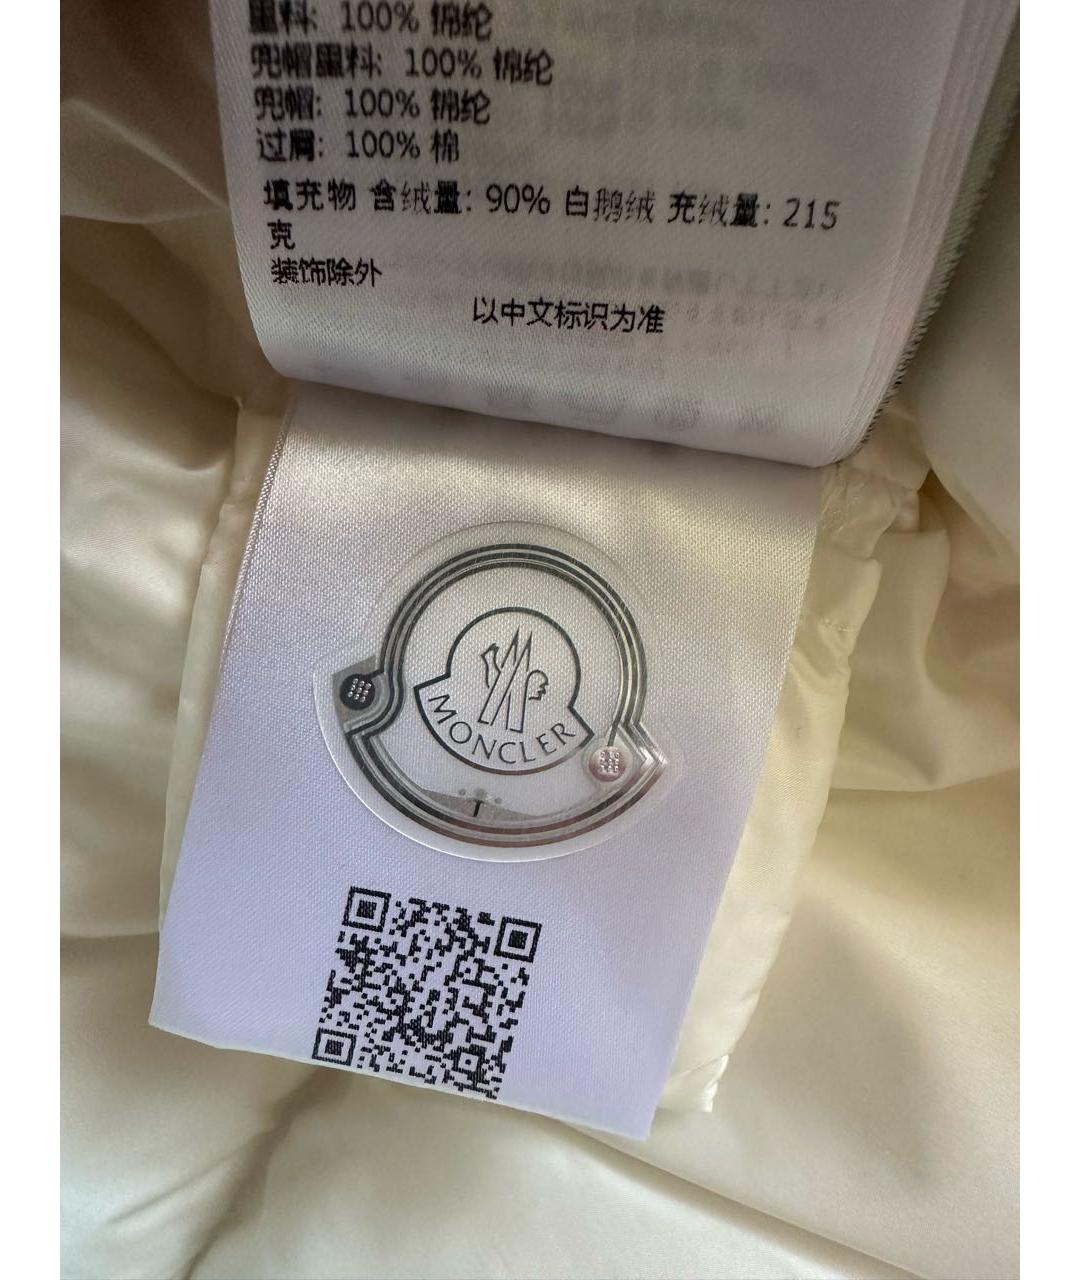 里料: 100% 锦纶
兜帽里料: 100% 锦纶
兜帽: 100% 锦纶
过肩: 100% 棉
填充物 含绒量: 90% 白鹅绒 充绒量: 215
克
装饰除外
以中文标识为准
MONCLER